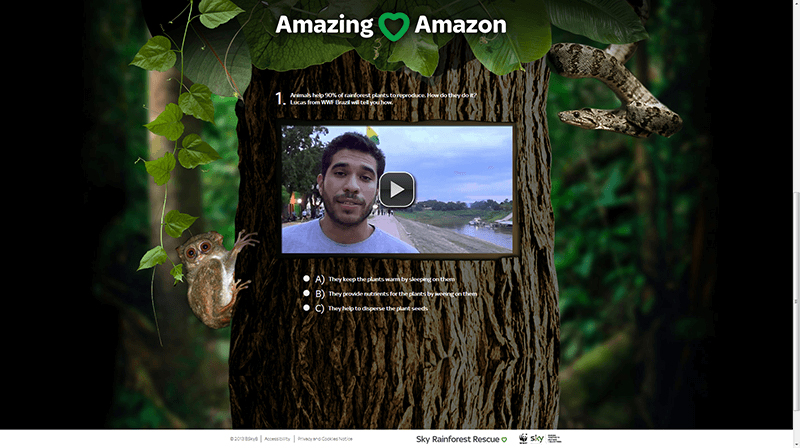 Amazing Amazon
1. Animals help 90% of rainforest plants to reproduce. How do they do it?
Lucas from WWF Brazil will tell you how.
A) They keep the plants warm by sleeping on them
B) They provide nutrients for the plants by weeing on them
C) They help to disperse the plant seeds
© 2013 BSkyB | Accessibility | Privacy and Cookies Notice
Sky Rainforest Rescue WWF sky